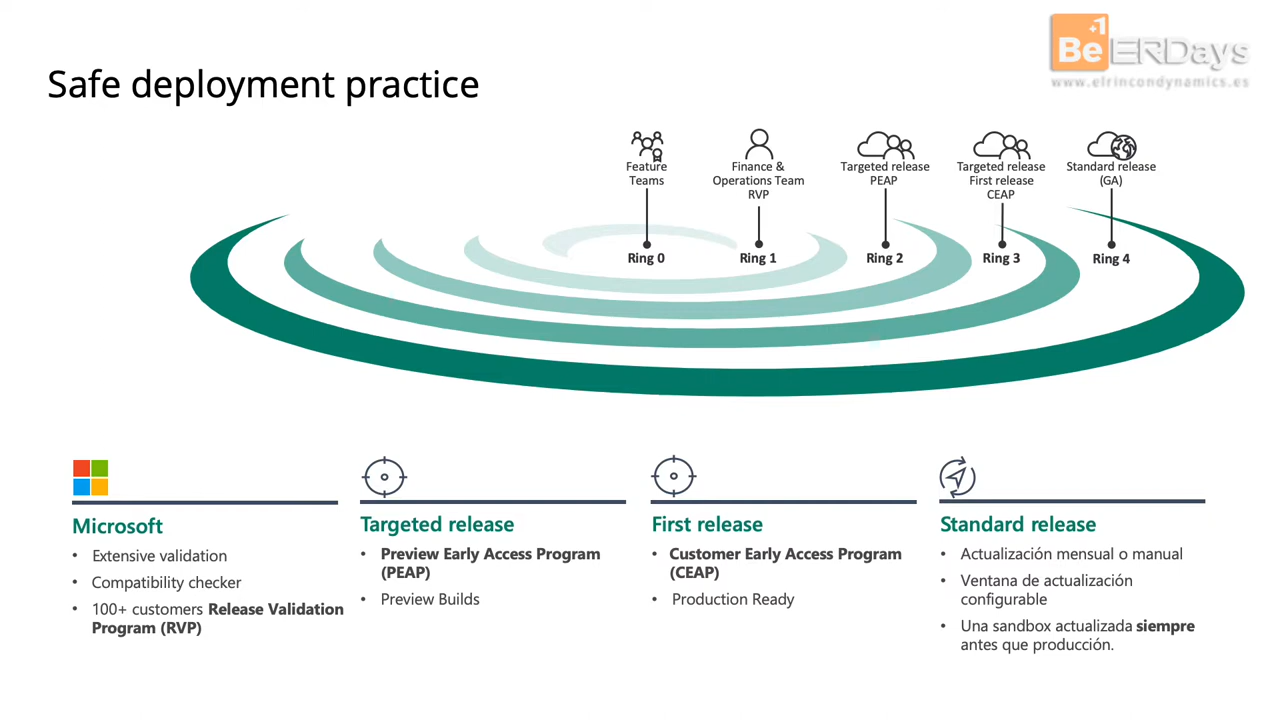 Be+1 ERDays
www.elrincondynamics.es
Safe deployment practice
Feature
Teams
Finance &
Operations Team
RVP
Targeted release
PEAP
Targeted release
First release
CEAP
Standard release
(GA)
Ring 0
Ring 1
Ring 2
Ring 3
Ring 4
Microsoft
• Extensive validation
• Compatibility checker
• 100+ customers Release Validation
Program (RVP)
Targeted release
• Preview Early Access Program
(PEAP)
• Preview Builds
First release
• Customer Early Access Program
(CEAP)
• Production Ready
Standard release
• Actualización mensual o manual
• Ventana de actualización
configurable
• Una sandbox actualizada siempre
antes que producción.